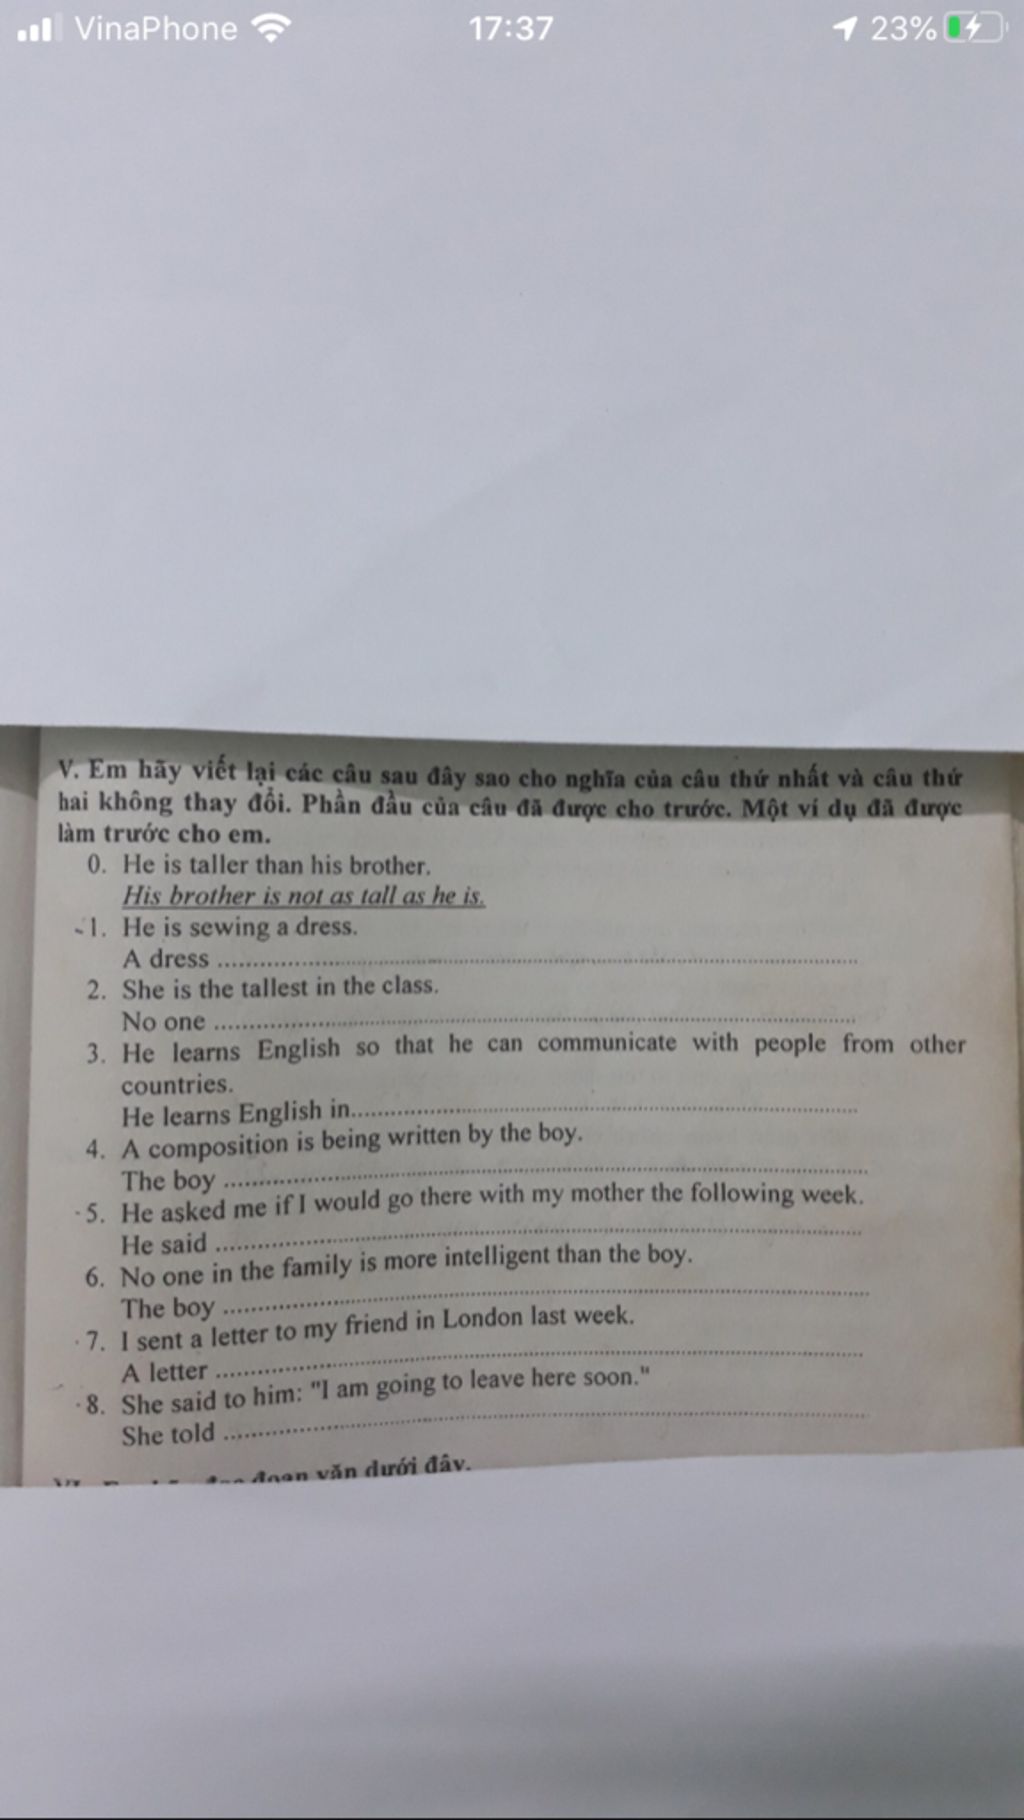 VinaPhone 17:37 23%
V. Em hãy viết lại các câu sau đây sao cho nghĩa của câu thứ nhất và câu thứ
hai không thay đổi. Phần đầu của câu đã được cho trước. Một ví dụ đã được
làm trước cho em.
0. He is taller than his brother.
His brother is not as tall as he is.
1. He is sewing a dress.
A dress ..........
2. She is the tallest in the class.
No one ..........
3. He learns English so that he can communicate with people from other
countries.
He learns English in..........
4. A composition is being written by the boy.
The boy ..........
5. He asked me if I would go there with my mother the following week.
He said ..........
6. No one in the family is more intelligent than the boy.
The boy ..........
7. I sent a letter to my friend in London last week.
A letter ..........
8. She said to him: "I am going to leave here soon."
She told ..........
đoạn văn dưới đây.